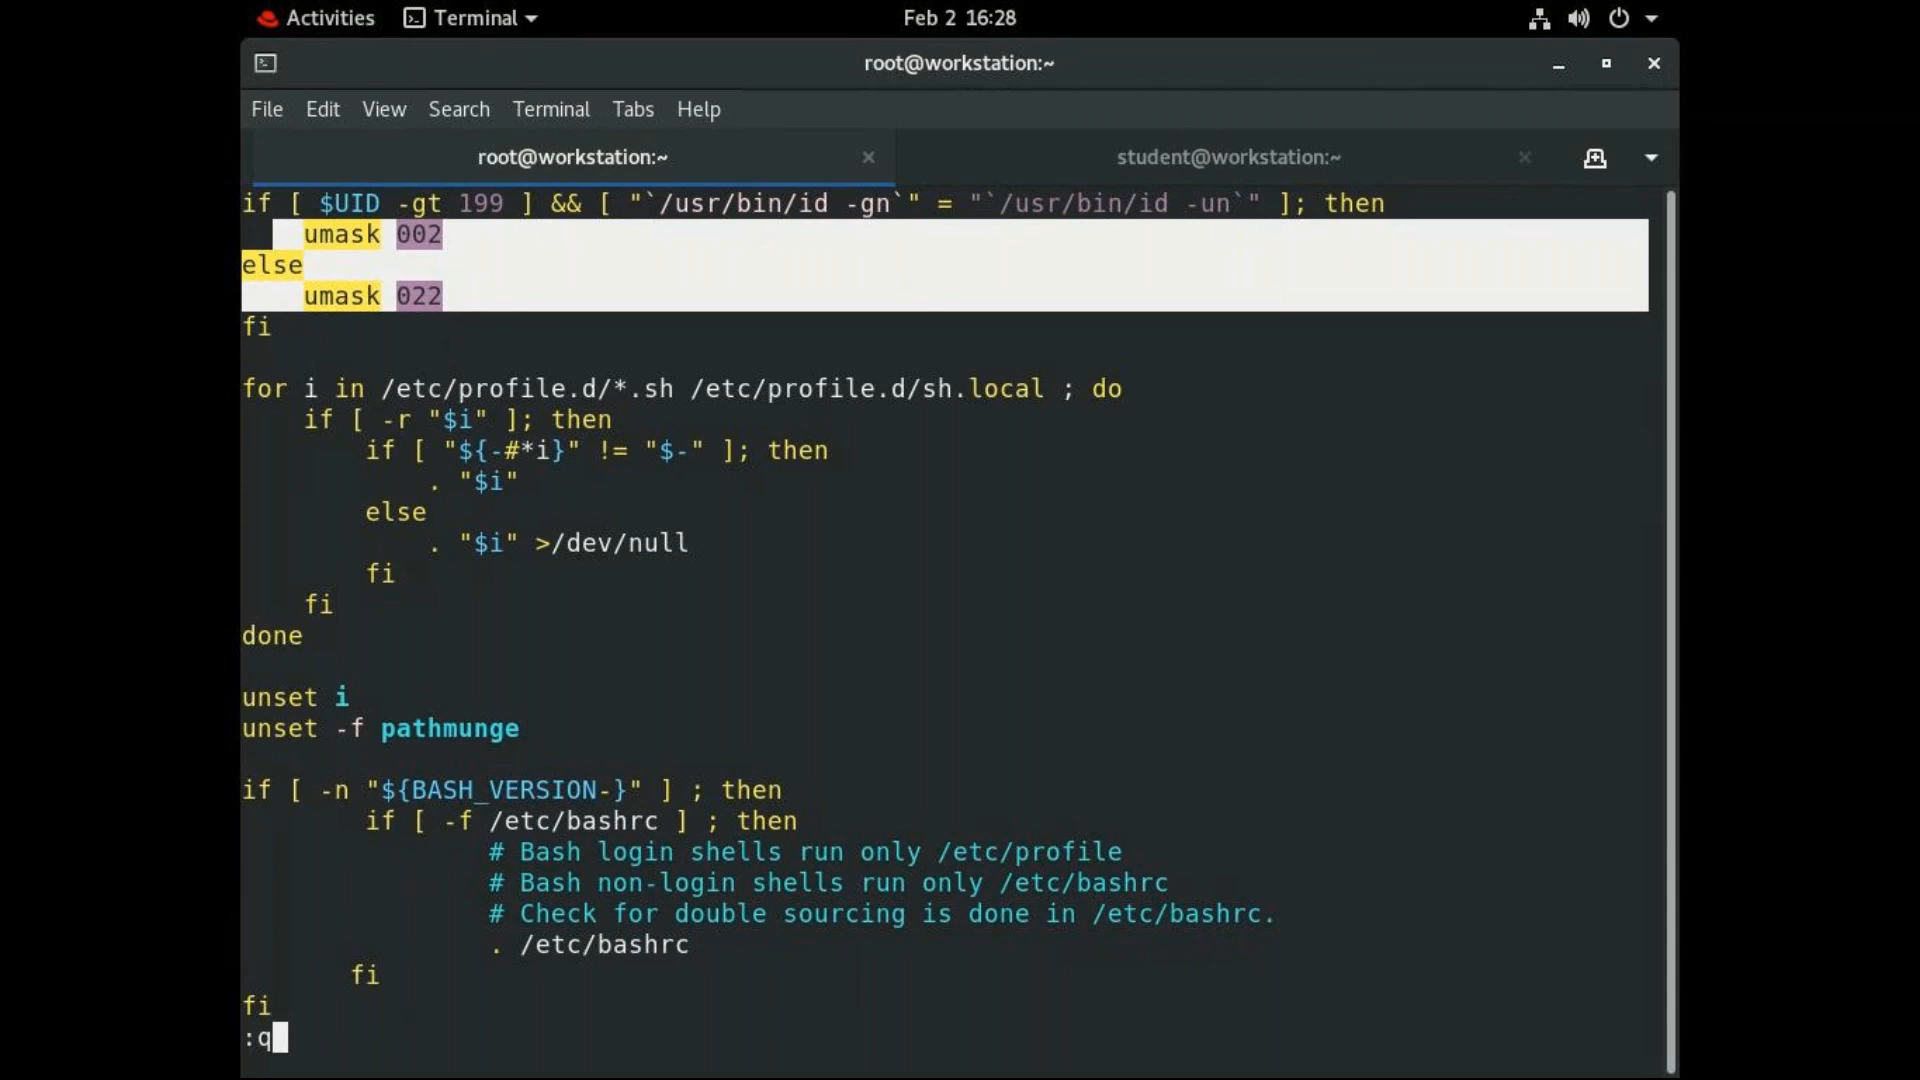 Activities Terminal Feb 2 16:28
root@workstation:~
File Edit View Search Terminal Tabs Help
root@workstation:~ student@workstation:~
if [ $UID -gt 199 ] && [ "`/usr/bin/id -gn`" = "`/usr/bin/id -un`" ]; then
    umask 002
else
    umask 022
fi

for i in /etc/profile.d/*.sh /etc/profile.d/sh.local ; do
    if [ -r "$i" ]; then
        if [ "${-#*i}" != "$-" ]; then
            . "$i"
        else
            . "$i" >/dev/null
        fi
    fi
done

unset i
unset -f pathmunge

if [ -n "${BASH_VERSION-}" ] ; then
        if [ -f /etc/bashrc ] ; then
                # Bash login shells run only /etc/profile
                # Bash non-login shells run only /etc/bashrc
                # Check for double sourcing is done in /etc/bashrc.
                . /etc/bashrc
       fi
fi
:q